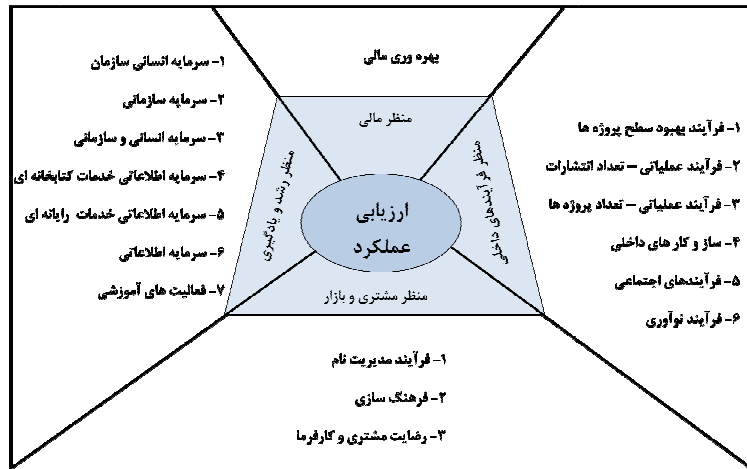 بهره وری مالی
منظر مالی
۱- فرآیند بهبود سطح پروژه ها
۲- فرآیند عملیاتی – تعداد انتشارات
۳- فرآیند عملیاتی – تعداد پروژه ها
۴- ساز و کار های داخلی
۵- فرآیندهای اجتماعی
۶- فرآیند نوآوری
منظر فرآیندهای داخلی
ارزیابی
عملکرد
منظر رشد و یادگیری
۱- سرمایه انسانی سازمان
۲- سرمایه سازمانی
۳- سرمایه انسانی و سازمانی
۴- سرمایه اطلاعاتی خدمات کتابخانه ای
۵- سرمایه اطلاعاتی خدمات رایانه ای
۶- سرمایه اطلاعاتی
۷- فعالیت های آموزشی
منظر مشتری و بازار
۱- فرآیند مدیریت نام
۲- فرهنگ سازی
۳- رضایت مشتری و کارفرما